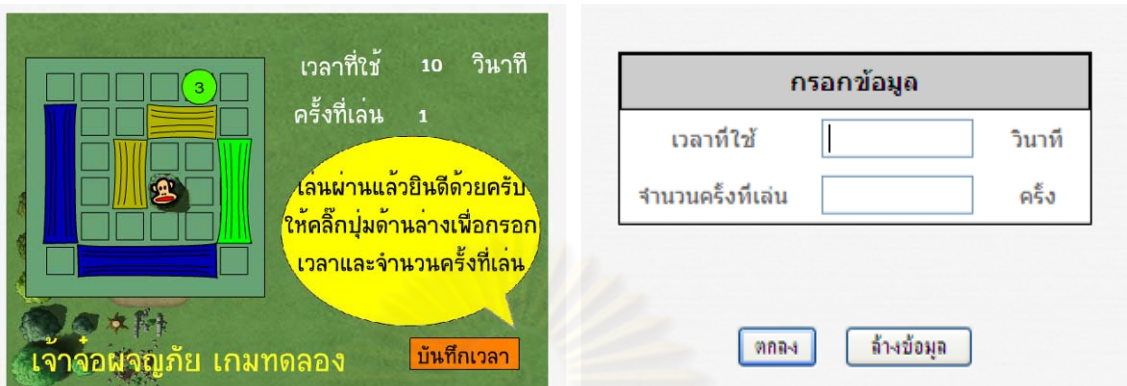 เวลาที่ใช้ 10 วินาที
3
ครั้งที่เล่น 1
เล่นผ่านแล้วยินดีด้วยครับ
ให้คลิ๊กปุ่มด้านล่างเพื่อกรอก
เวลาและจำนวนครั้งที่เล่น
เจ้าจ๋อผจญภัย เกมทดลอง
บันทึกเวลา
กรอกข้อมูล
เวลาที่ใช้ วินาที
จำนวนครั้งที่เล่น ครั้ง
ตกลง ล้างข้อมูล